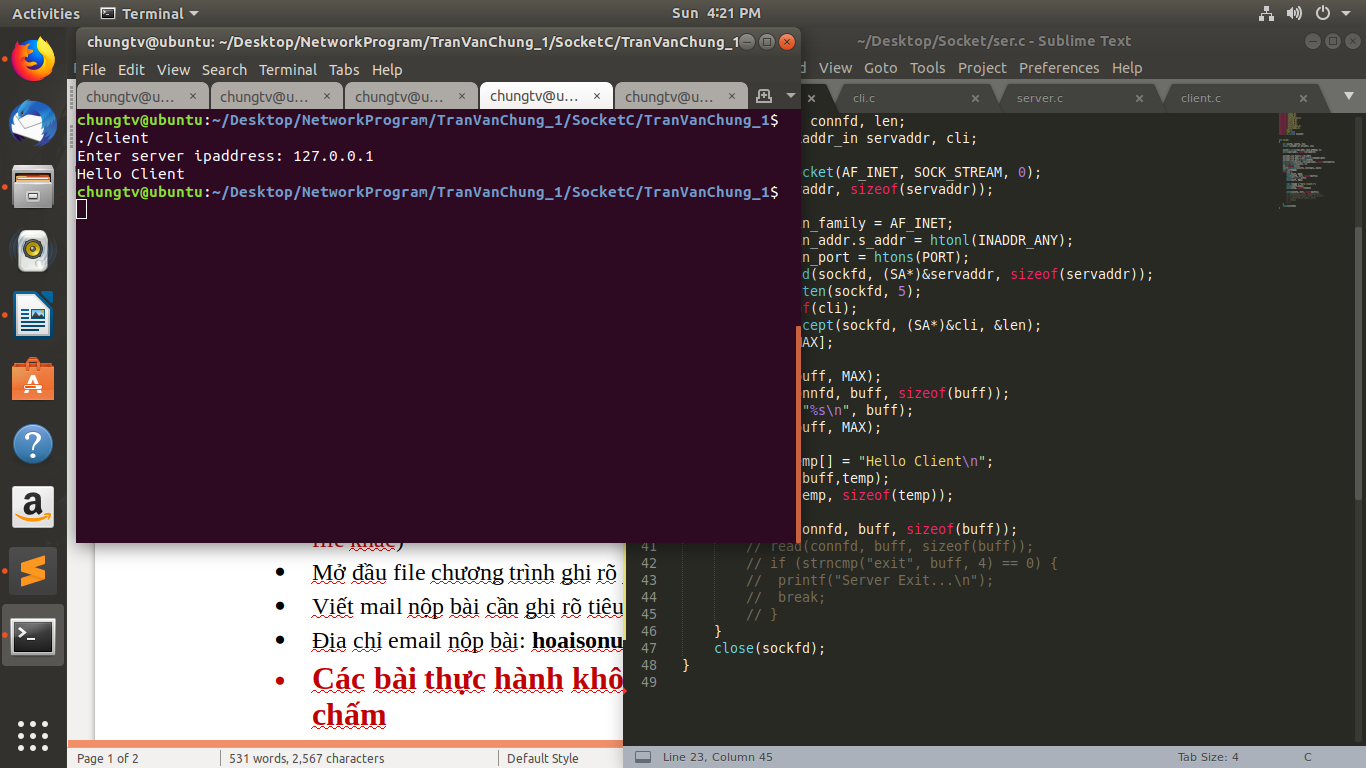 Activities
Terminal
Sun 4:21 PM
chungtv@ubuntu: ~/Desktop/NetworkProgram/TranVanChung_1/SocketC/TranVanChung_1
File Edit View Search Terminal Tabs Help
chungtv@u... × chungtv@u... × chungtv@u... × chungtv@u... × chungtv@u... ×
chungtv@ubuntu:~/Desktop/NetworkProgram/TranVanChung_1/SocketC/TranVanChung_1$
./client
Enter server ipaddress: 127.0.0.1
Hello Client
chungtv@ubuntu:~/Desktop/NetworkProgram/TranVanChung_1/SocketC/TranVanChung_1$
~/Desktop/Socket/ser.c - Sublime Text
View Goto Tools Project Preferences Help
cli.c × server.c × client.c ×
connfd, len;
addr_in servaddr, cli;
cket(AF_INET, SOCK_STREAM, 0);
addr, sizeof(servaddr));
n_family = AF_INET;
n_addr.s_addr = htonl(INADDR_ANY);
n_port = htons(PORT);
d(sockfd, (SA*)&servaddr, sizeof(servaddr));
ten(sockfd, 5);
f(cli);
cept(sockfd, (SA*)&cli, &len);
AX];
uff, MAX);
nnfd, buff, sizeof(buff));
"%s\n", buff);
uff, MAX);
mp[] = "Hello Client\n";
buff,temp);
emp, sizeof(temp));
onnfd, buff, sizeof(buff));
41 // read(connfd, buff, sizeof(buff));
42 // if (strncmp("exit", buff, 4) == 0) {
43 // printf("Server Exit...\n");
44 // break;
45 // }
46 }
47 close(sockfd);
48 }
49
Line 23, Column 45
Tab Size: 4
C
file khác)
• Mở đầu file chương trình ghi rõ
• Viết mail nộp bài cần ghi rõ tiêu
• Địa chỉ email nộp bài: hoaisonu
• Các bài thực hành khô
chấm
Page 1 of 2
531 words, 2,567 characters
Default Style